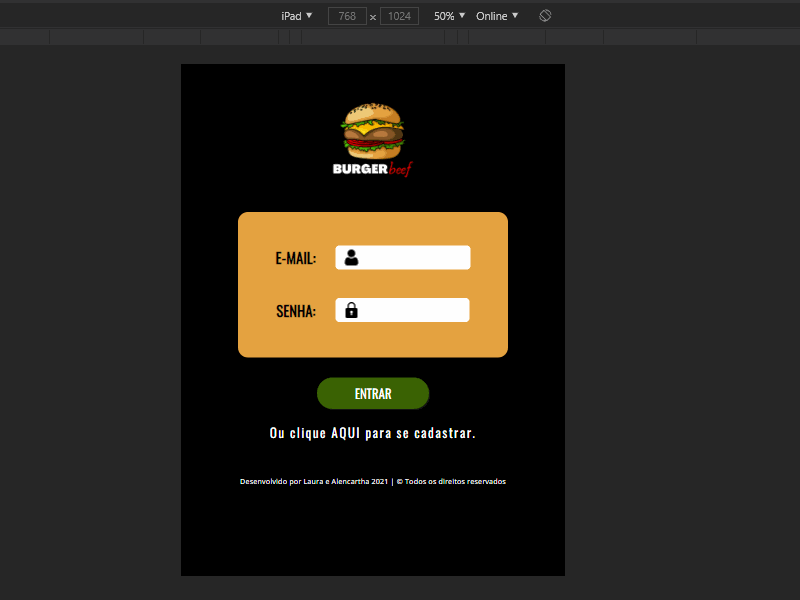 iPad ▼ 768 x 1024 50% ▼ Online ▼
BURGER beef
E-MAIL:
SENHA:
ENTRAR
Ou clique AQUI para se cadastrar.
Desenvolvido por Laura e Alencartha 2021 | © Todos os direitos reservados